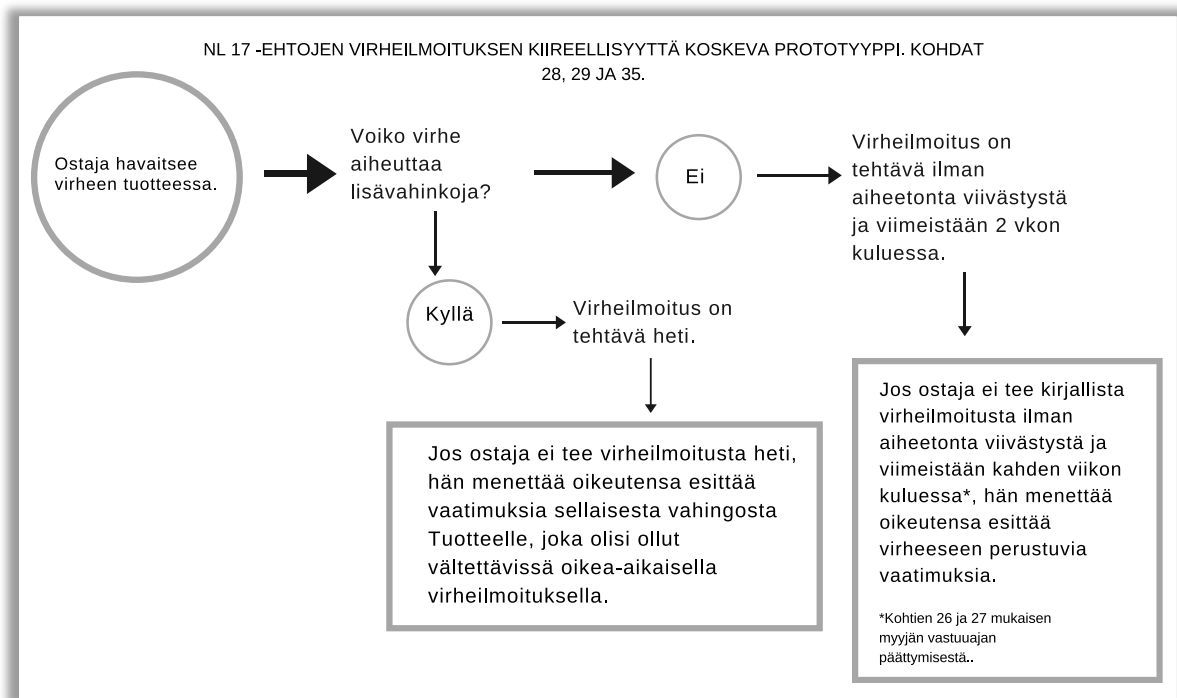 NL 17 -EHTOJEN VIRHEILMOITUKSEN KIIREELLISYYTTÄ KOSKEVA PROTOTYYPPI. KOHDAT
28, 29 JA 35.
Ostaja havaitsee
virheen tuotteessa.
Voiko virhe
aiheuttaa
lisävahinkoja?
Ei
Virheilmoitus on
tehtävä ilman
aiheetonta viivästystä
ja viimeistään 2 vkon
kuluessa.
Kyllä
Virheilmoitus on
tehtävä heti.
Jos ostaja ei tee virheilmoitusta heti,
hän menettää oikeutensa esittää
vaatimuksia sellaisesta vahingosta
Tuotteelle, joka olisi ollut
vältettävissä oikea-aikaisella
virheilmoituksella.
Jos ostaja ei tee kirjallista
virheilmoitusta ilman
aiheetonta viivästystä ja
viimeistään kahden viikon
kuluessa*, hän menettää
oikeutensa esittää
virheeseen perustuvia
vaatimuksia.
*Kohtien 26 ja 27 mukaisen
myyjän vastuuajan
päättymisestä..